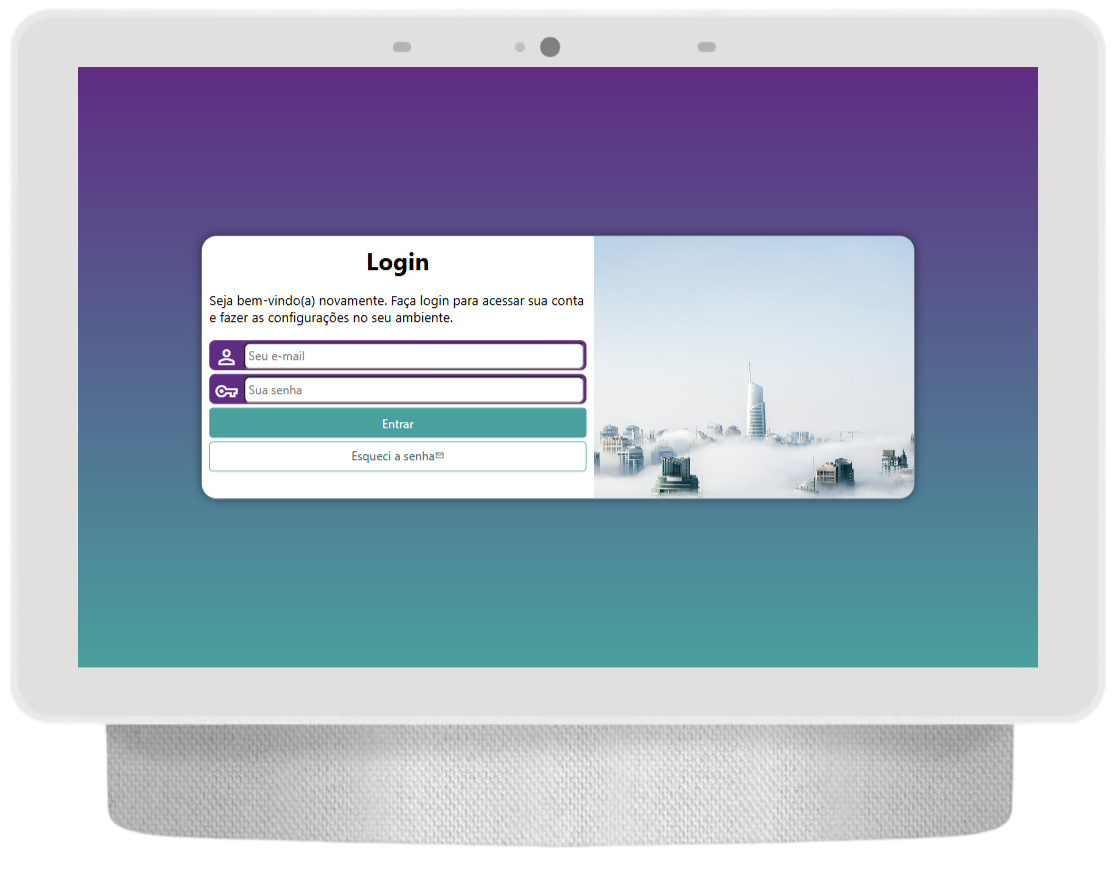 Login
Seja bem-vindo(a) novamente. Faça login para acessar sua conta
e fazer as configurações no seu ambiente.
Seu e-mail
Sua senha
Entrar
Esqueci a senha